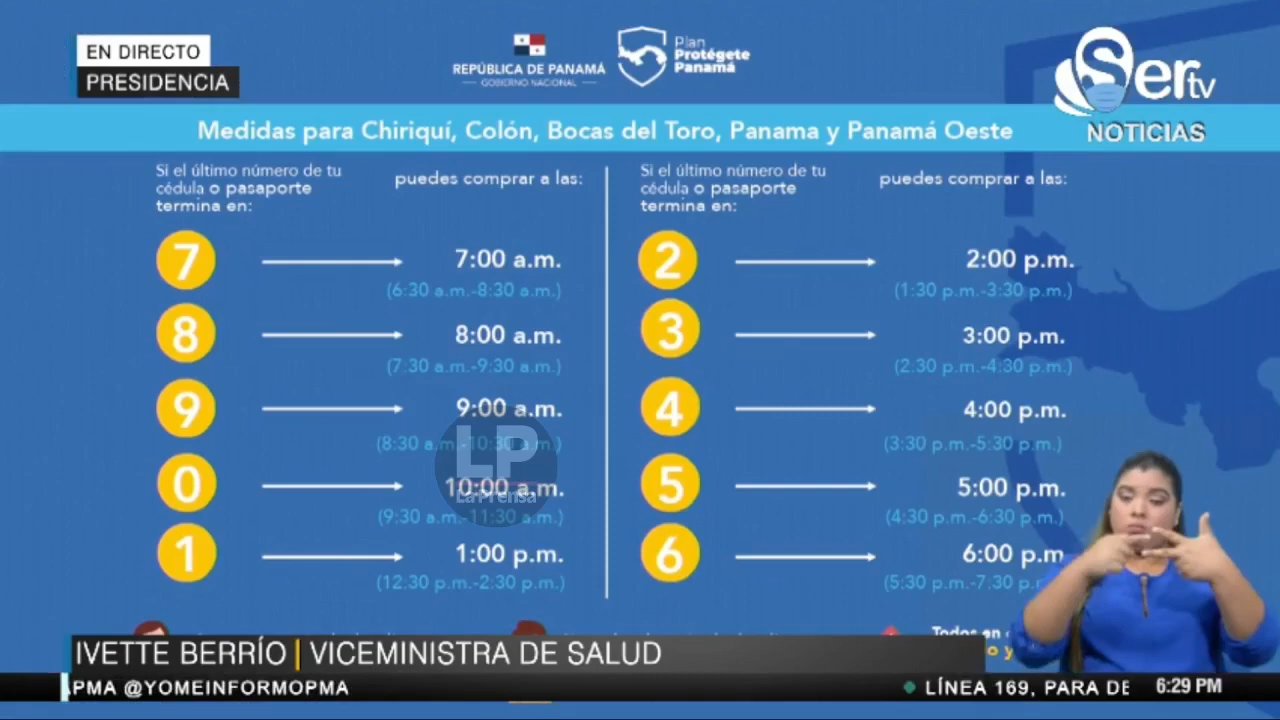 EN DIRECTO
PRESIDENCIA
REPÚBLICA DE PANAMÁ
GOBIERNO NACIONAL
Plan
Protégete
Panamá
Ser tv
NOTICIAS
Medidas para Chiriquí, Colón, Bocas del Toro, Panama y Panamá Oeste
Si el último número de tu
cédula o pasaporte
termina en:
puedes comprar a las:
7
7:00 a.m.
(6:30 a.m.-8:30 a.m.)
8
8:00 a.m.
(7:30 a.m.-9:30 a.m.)
9
9:00 a.m.
(8:30 a.m.-10:30 a.m.)
0
10:00 a.m.
(9:30 a.m.-11:30 a.m.)
1
1:00 p.m.
(12:30 p.m.-2:30 p.m.)
LP
La Prensa
Si el último número de tu
cédula o pasaporte
termina en:
puedes comprar a las:
2
2:00 p.m.
(1:30 p.m.-3:30 p.m.)
3
3:00 p.m.
(2:30 p.m.-4:30 p.m.)
4
4:00 p.m.
(3:30 p.m.-5:30 p.m.)
5
5:00 p.m.
(4:30 p.m.-6:30 p.m.)
6
6:00 p.m
(5:30 p.m.-7:30 p.
Todos en
o y
IVETTE BERRÍO | VICEMINISTRA DE SALUD
PMA @YOMEINFORMOPMA
LÍNEA 169, PARA DE
6:29 PM